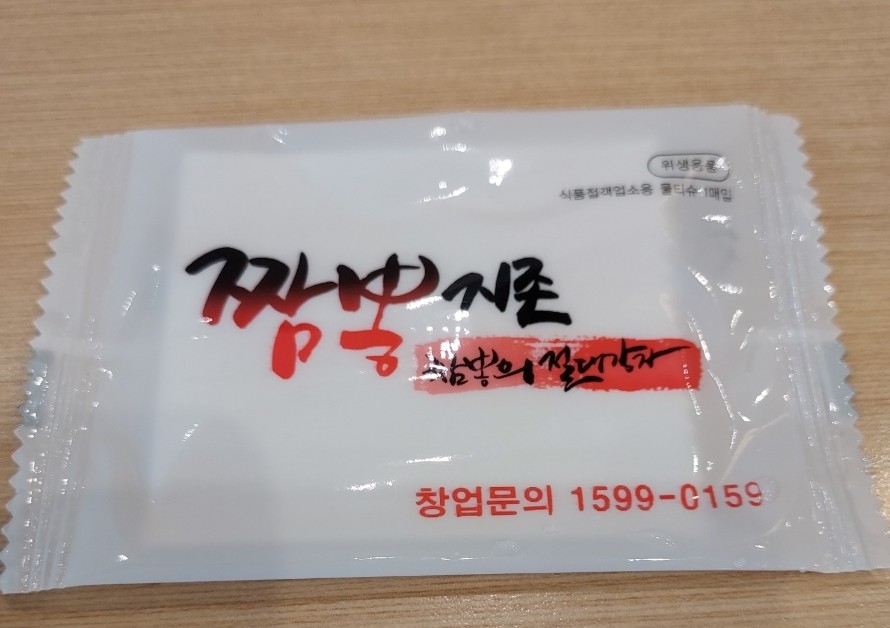 위생용품
식품접객업소용 물티슈 1매입
짬뽕지존
짬뽕의 절대강자
창업문의 1599-0159